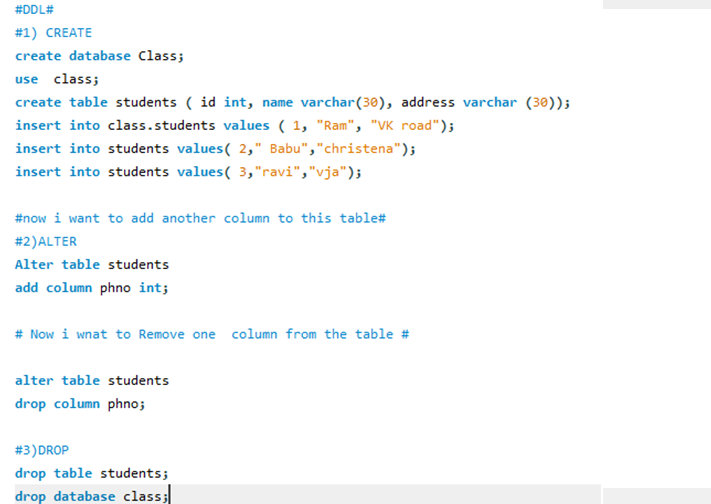 #DDL#
#1) CREATE
create database Class;
use  class;
create table students ( id int, name varchar(30), address varchar (30));
insert into class.students values ( 1, "Ram", "VK road");
insert into students values( 2," Babu","christena");
insert into students values( 3,"ravi","vja");
#now i want to add another column to this table#
#2)ALTER
Alter table students
add column phno int;
# Now i wnat to Remove one  column from the table #
alter table students
drop column phno;
#3)DROP
drop table students;
drop database class;